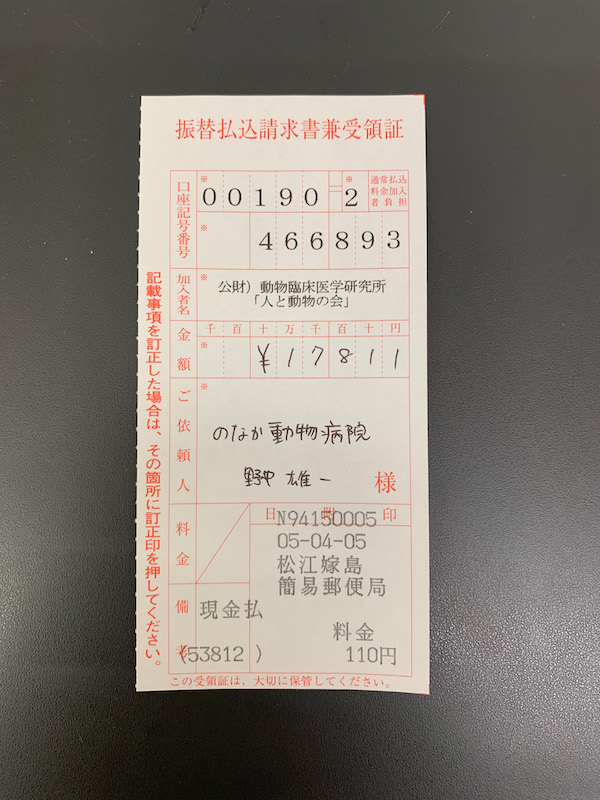 振替払込請求書兼受領証
口座記号番号
※
00190
※
2
通常払込
料金加入
者負担
※
466893
加入者名
※
公財)動物臨床医学研究所
「人と動物の会」
金額
千百十万千百十円
※
¥17811
ご依頼人
※
のなか動物病院
野中 雄一
様
料金
日 印
N94150005
05-04-05
松江嫁島
簡易郵便局
備考
現金払
料金
(53812 )
110円
この受領証は、大切に保管してください。
記載事項を訂正した場合は、その箇所に訂正印を押してください。